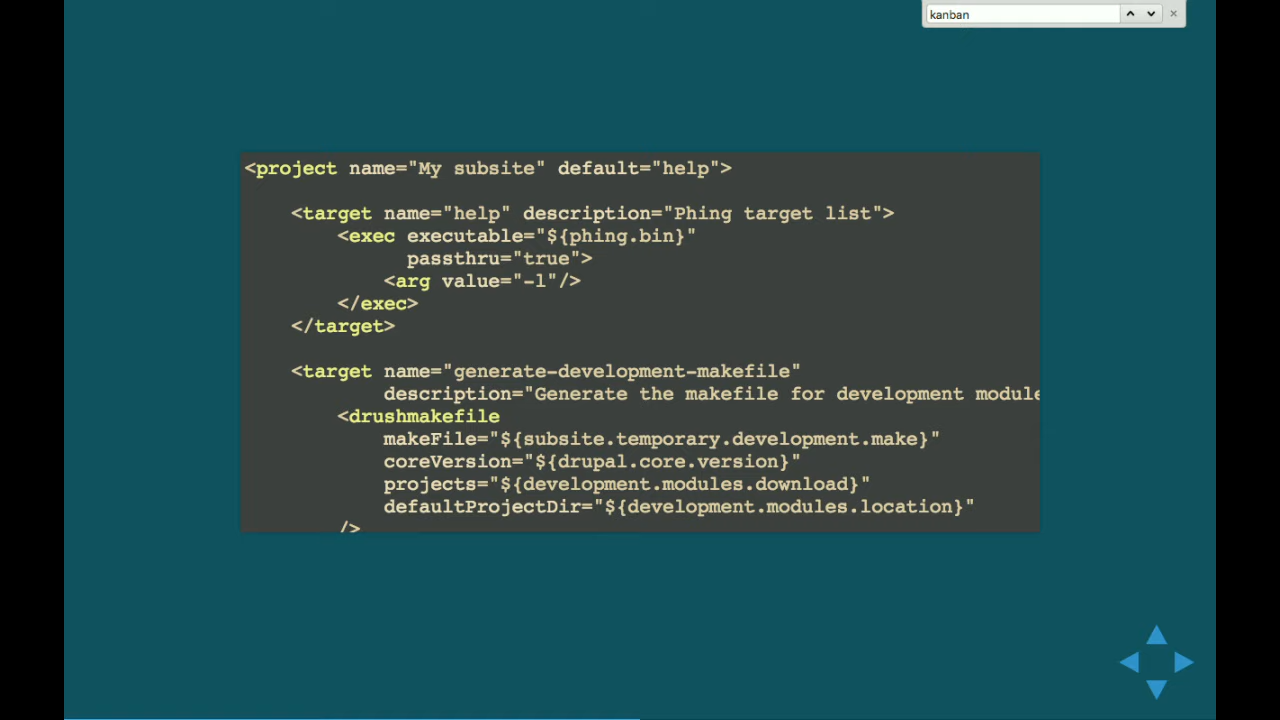 kanban
<project name="My subsite" default="help">
<target name="help" description="Phing target list">
<exec executable="${phing.bin}"
passthru="true">
<arg value="-l"/>
</exec>
</target>
<target name="generate-development-makefile"
description="Generate the makefile for development module
<drushmakefile
makeFile="${subsite.temporary.development.make}"
coreVersion="${drupal.core.version}"
projects="${development.modules.download}"
defaultProjectDir="${development.modules.location}"
/>